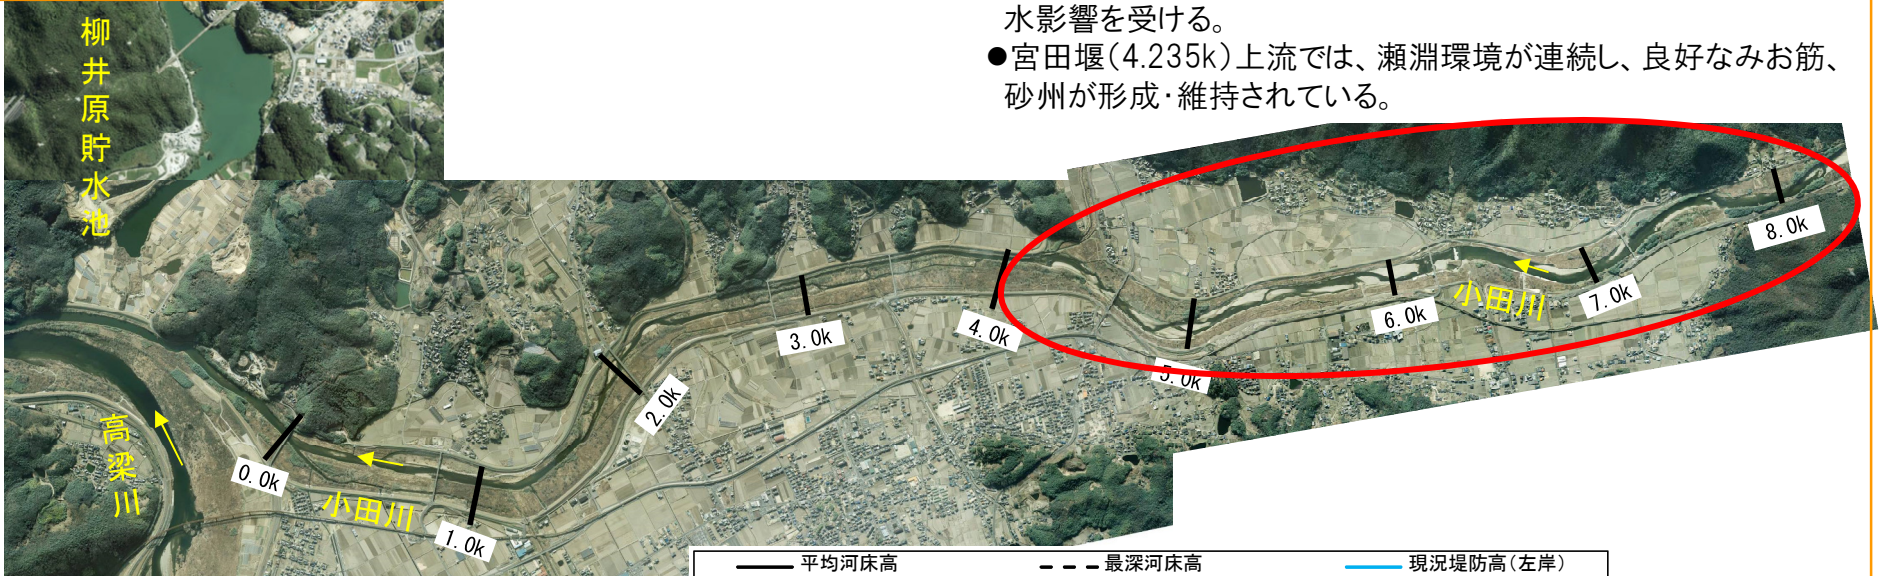 水影響を受ける。
●宮田堰(4.235k)上流では、瀬淵環境が連続し、良好なみお筋、
砂州が形成・維持されている。
柳井原貯水池
8.0k
7.0k
小田川
6.0k
5.0k
4.0k
3.0k
2.0k
高梁川
0.0k
小田川
1.0k
平均河床高
最深河床高
現況堤防高(左岸)